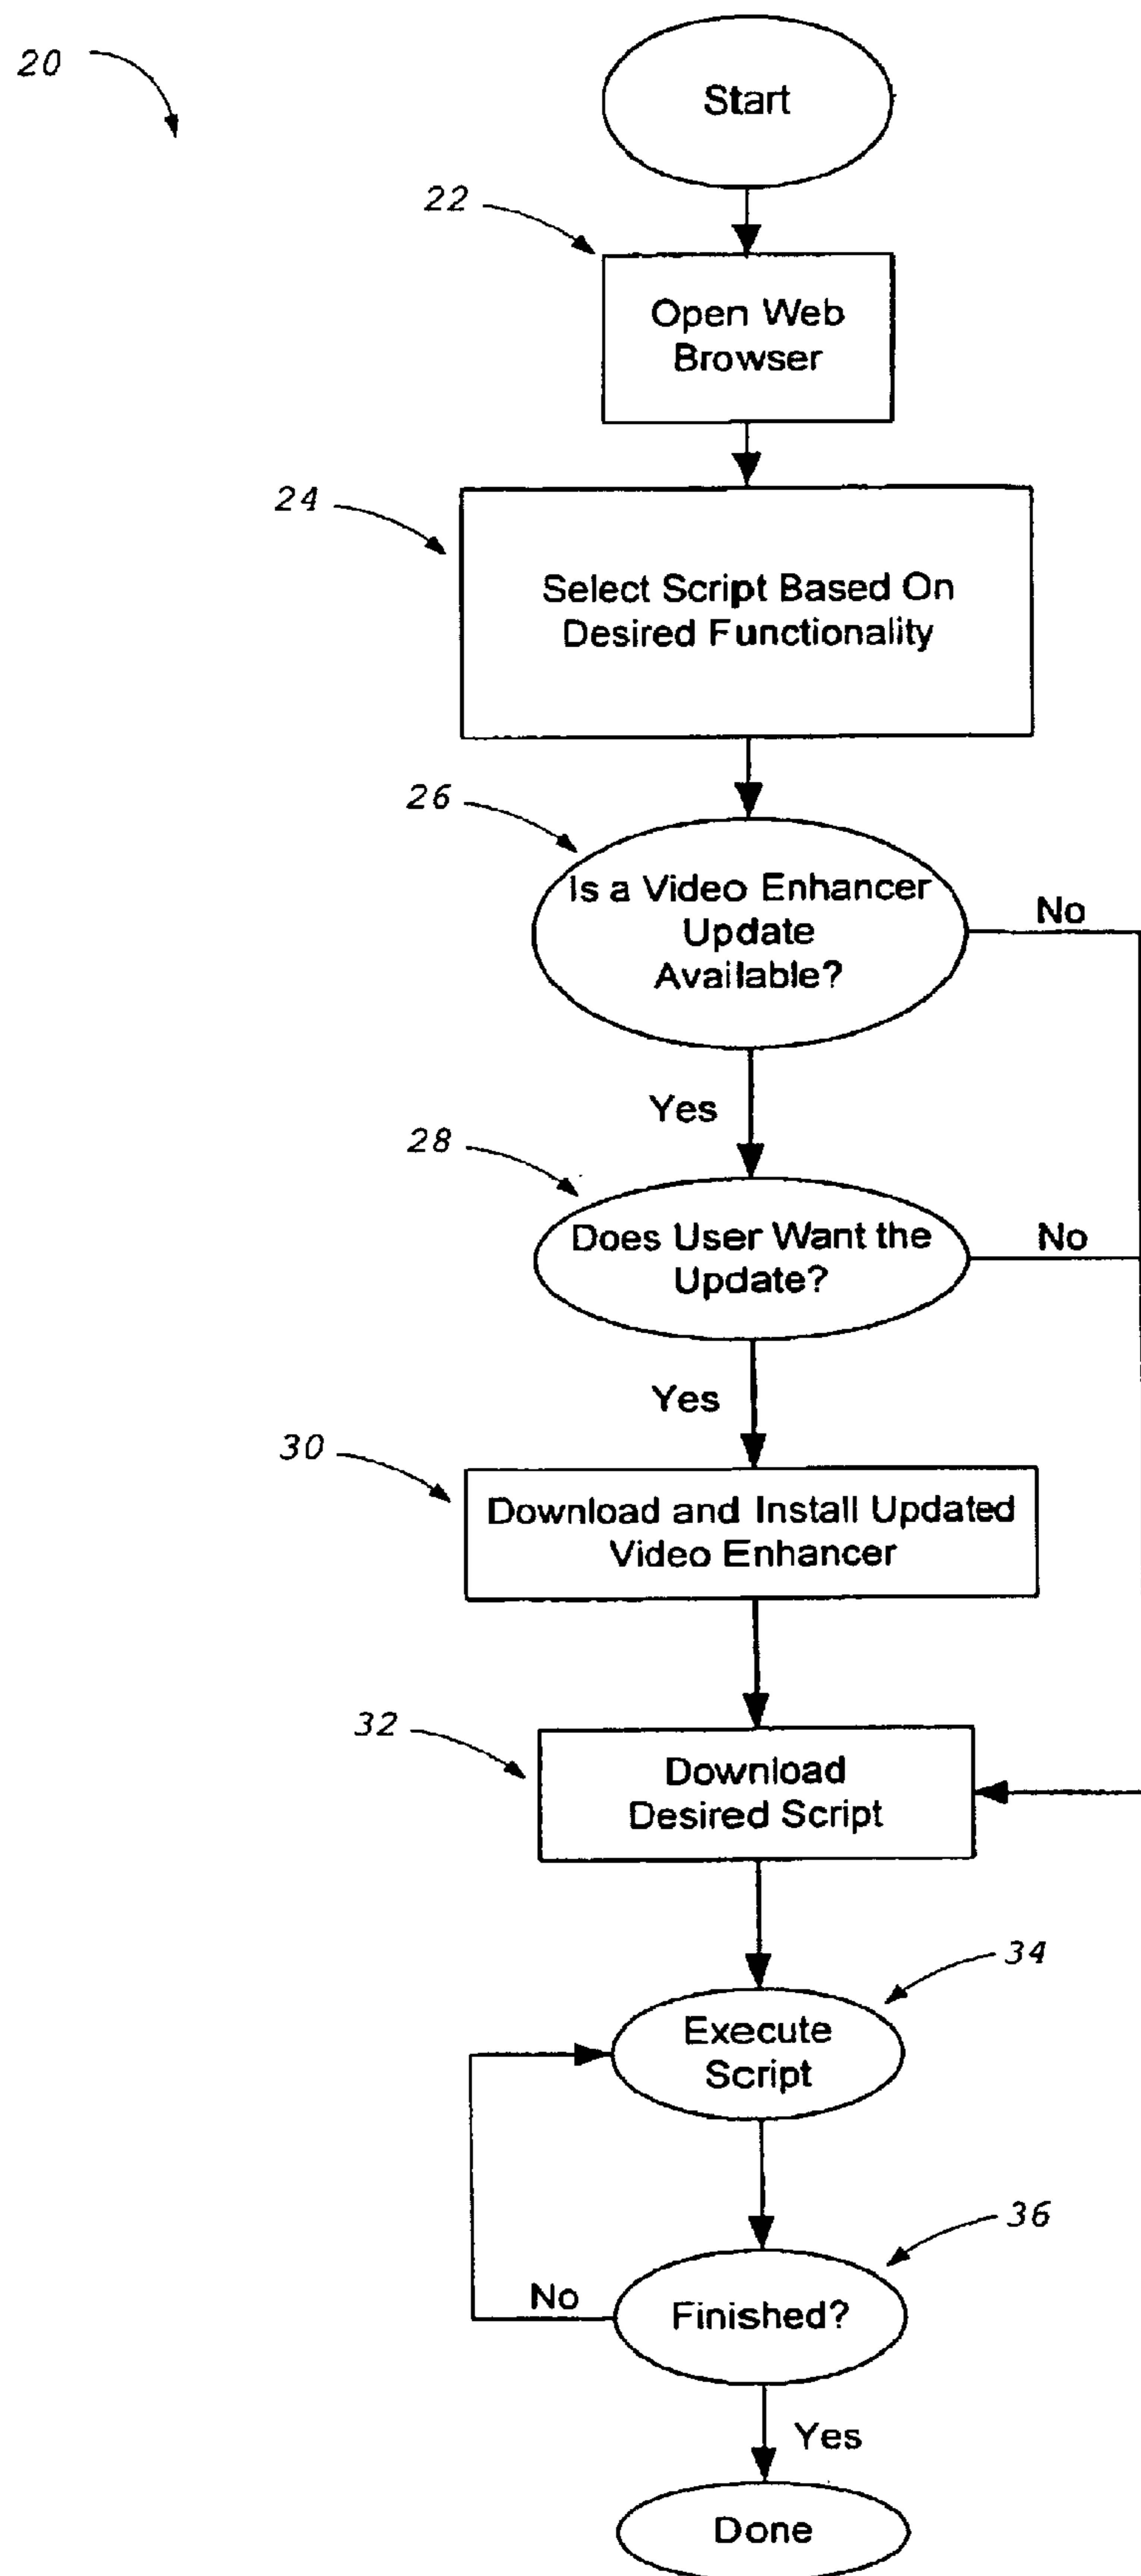 20
Start
22
Open Web
Browser
24
Select Script Based On
Desired Functionality
26
Is a Video Enhancer
Update
Available?
No
Yes
28
Does User Want the
Update?
No
Yes
30
Download and Install Updated
Video Enhancer
32
Download
Desired Script
34
Execute
Script
36
Finished?
No
Yes
Done